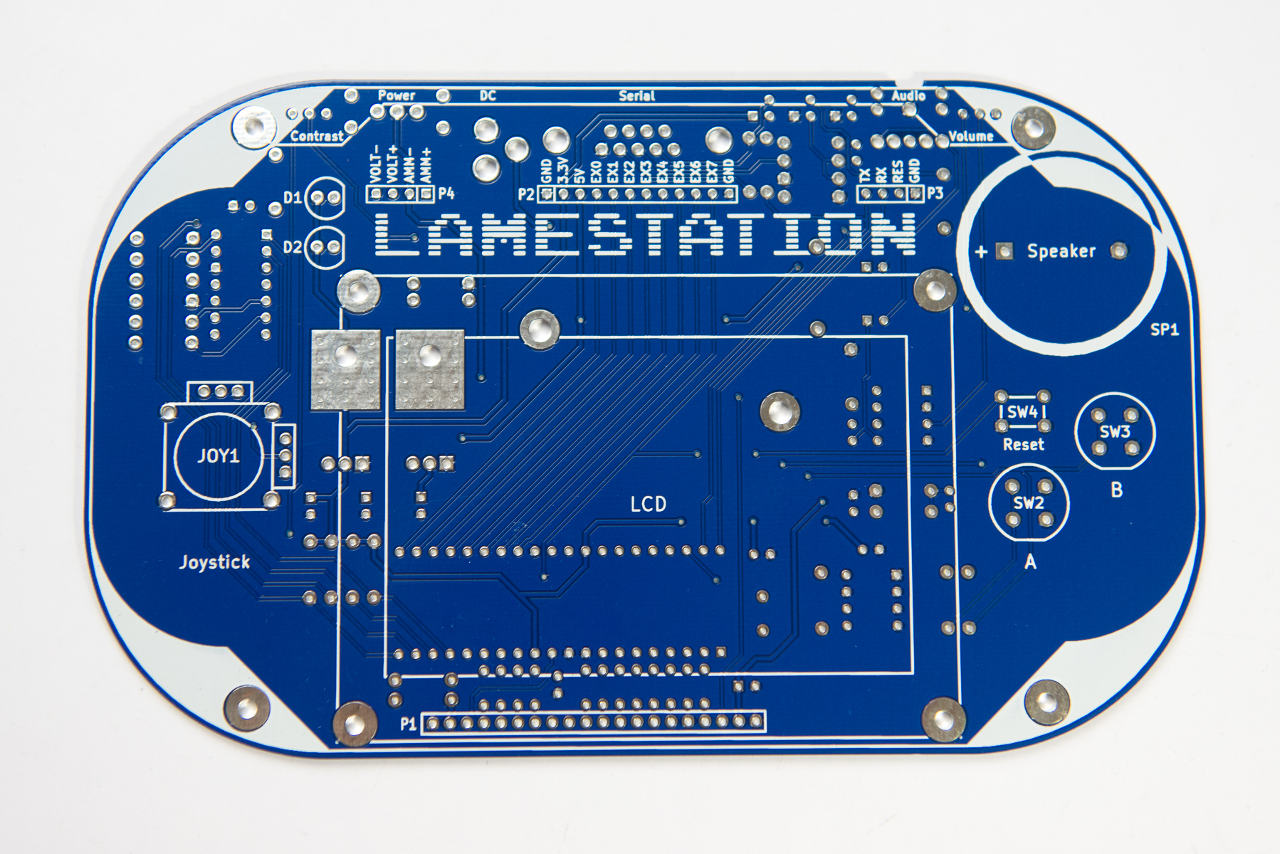 Power
DC
Serial
Audio
Contrast
Volume
VOLT-
VOLT+
AMM-
AMM+
P4
P2
GND
3.3V
5V
EX0
EX1
EX2
EX3
EX4
EX5
EX6
EX7
GND
TX
RX
RES
GND
P3
D1
D2
LAMESTATION
+ Speaker
SP1
JOY1
SW4
Reset
SW3
B
LCD
SW2
A
Joystick
P1